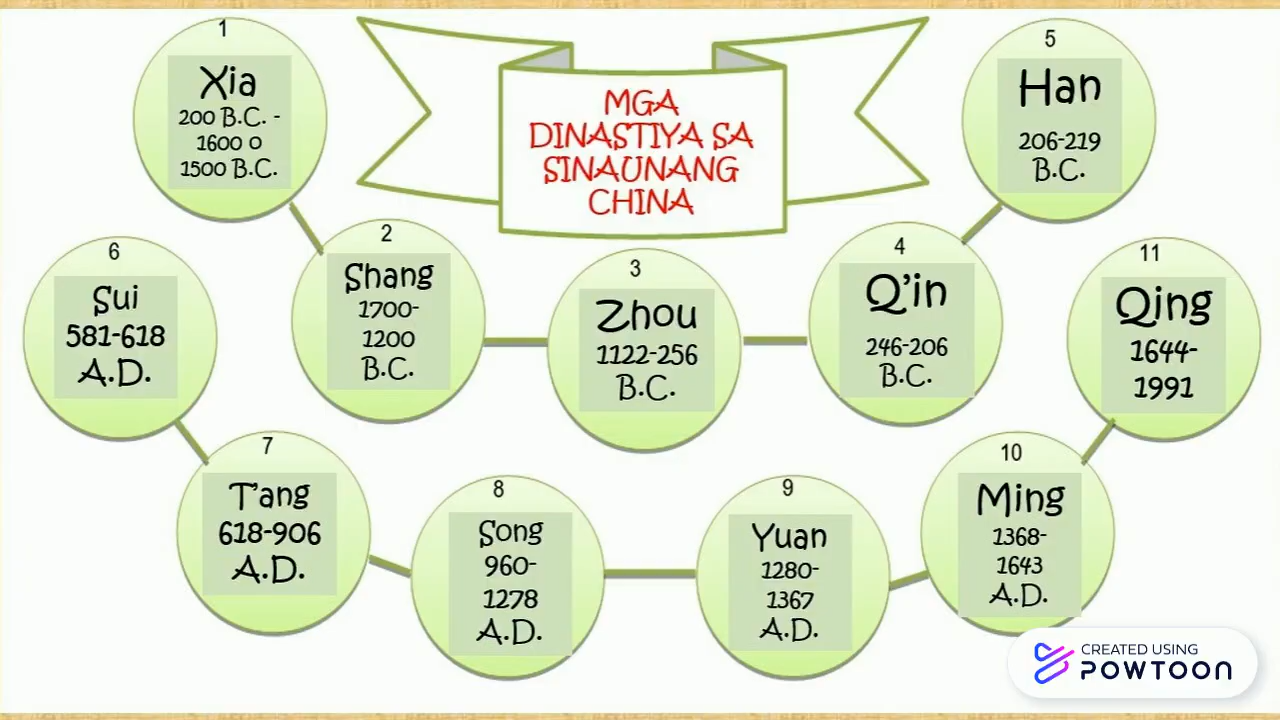 MGA
DINASTIYA SA
SINAUNANG
CHINA
1
Xia
200 B.C. -
1600 o
1500 B.C.
2
Shang
1700-
1200
B.C.
3
Zhou
1122-256
B.C.
4
Q'in
246-206
B.C.
5
Han
206-219
B.C.
6
Sui
581-618
A.D.
7
T'ang
618-906
A.D.
8
Song
960-
1278
A.D.
9
Yuan
1280-
1367
A.D.
10
Ming
1368-
1643
A.D.
11
Qing
1644-
1991
CREATED USING
POWTOON